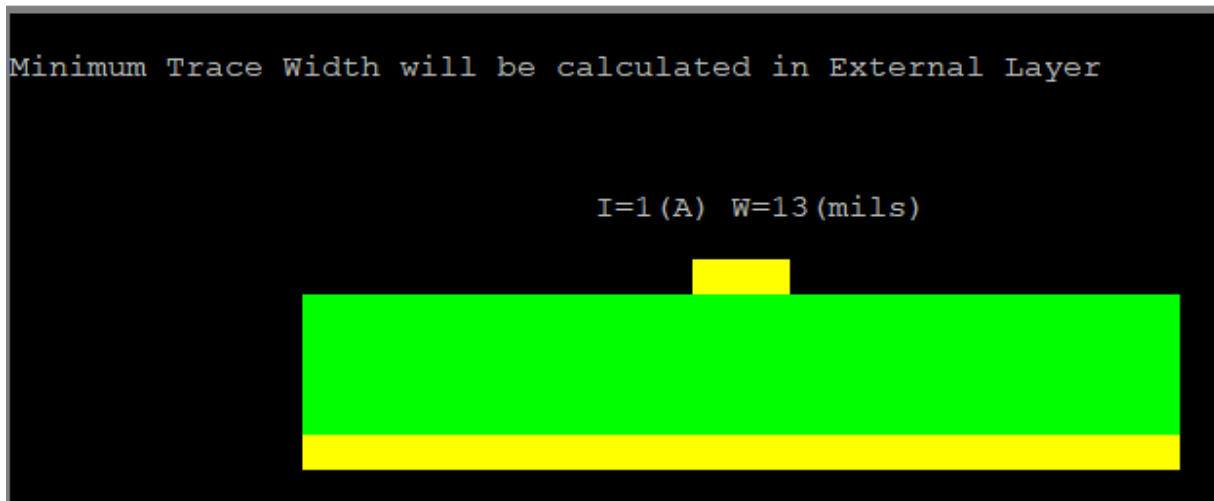 Minimum Trace Width will be calculated in External Layer
I=1(A) W=13(mils)